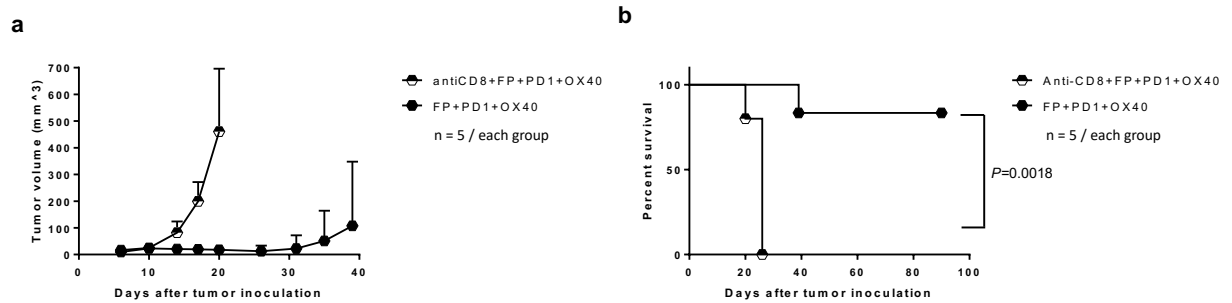 a
Tumor volume (mm^3)
700
600
500
400
300
200
100
0
0 10 20 30 40
Days after tumor inoculation
antiCD8+FP+PD1+OX40
FP+PD1+OX40
n = 5 / each group
b
Percent survival
100
50
0
0 20 40 60 80 100
Days after tumor inoculation
Anti-CD8+FP+PD1+OX40
FP+PD1+OX40
n = 5 / each group
P=0.0018